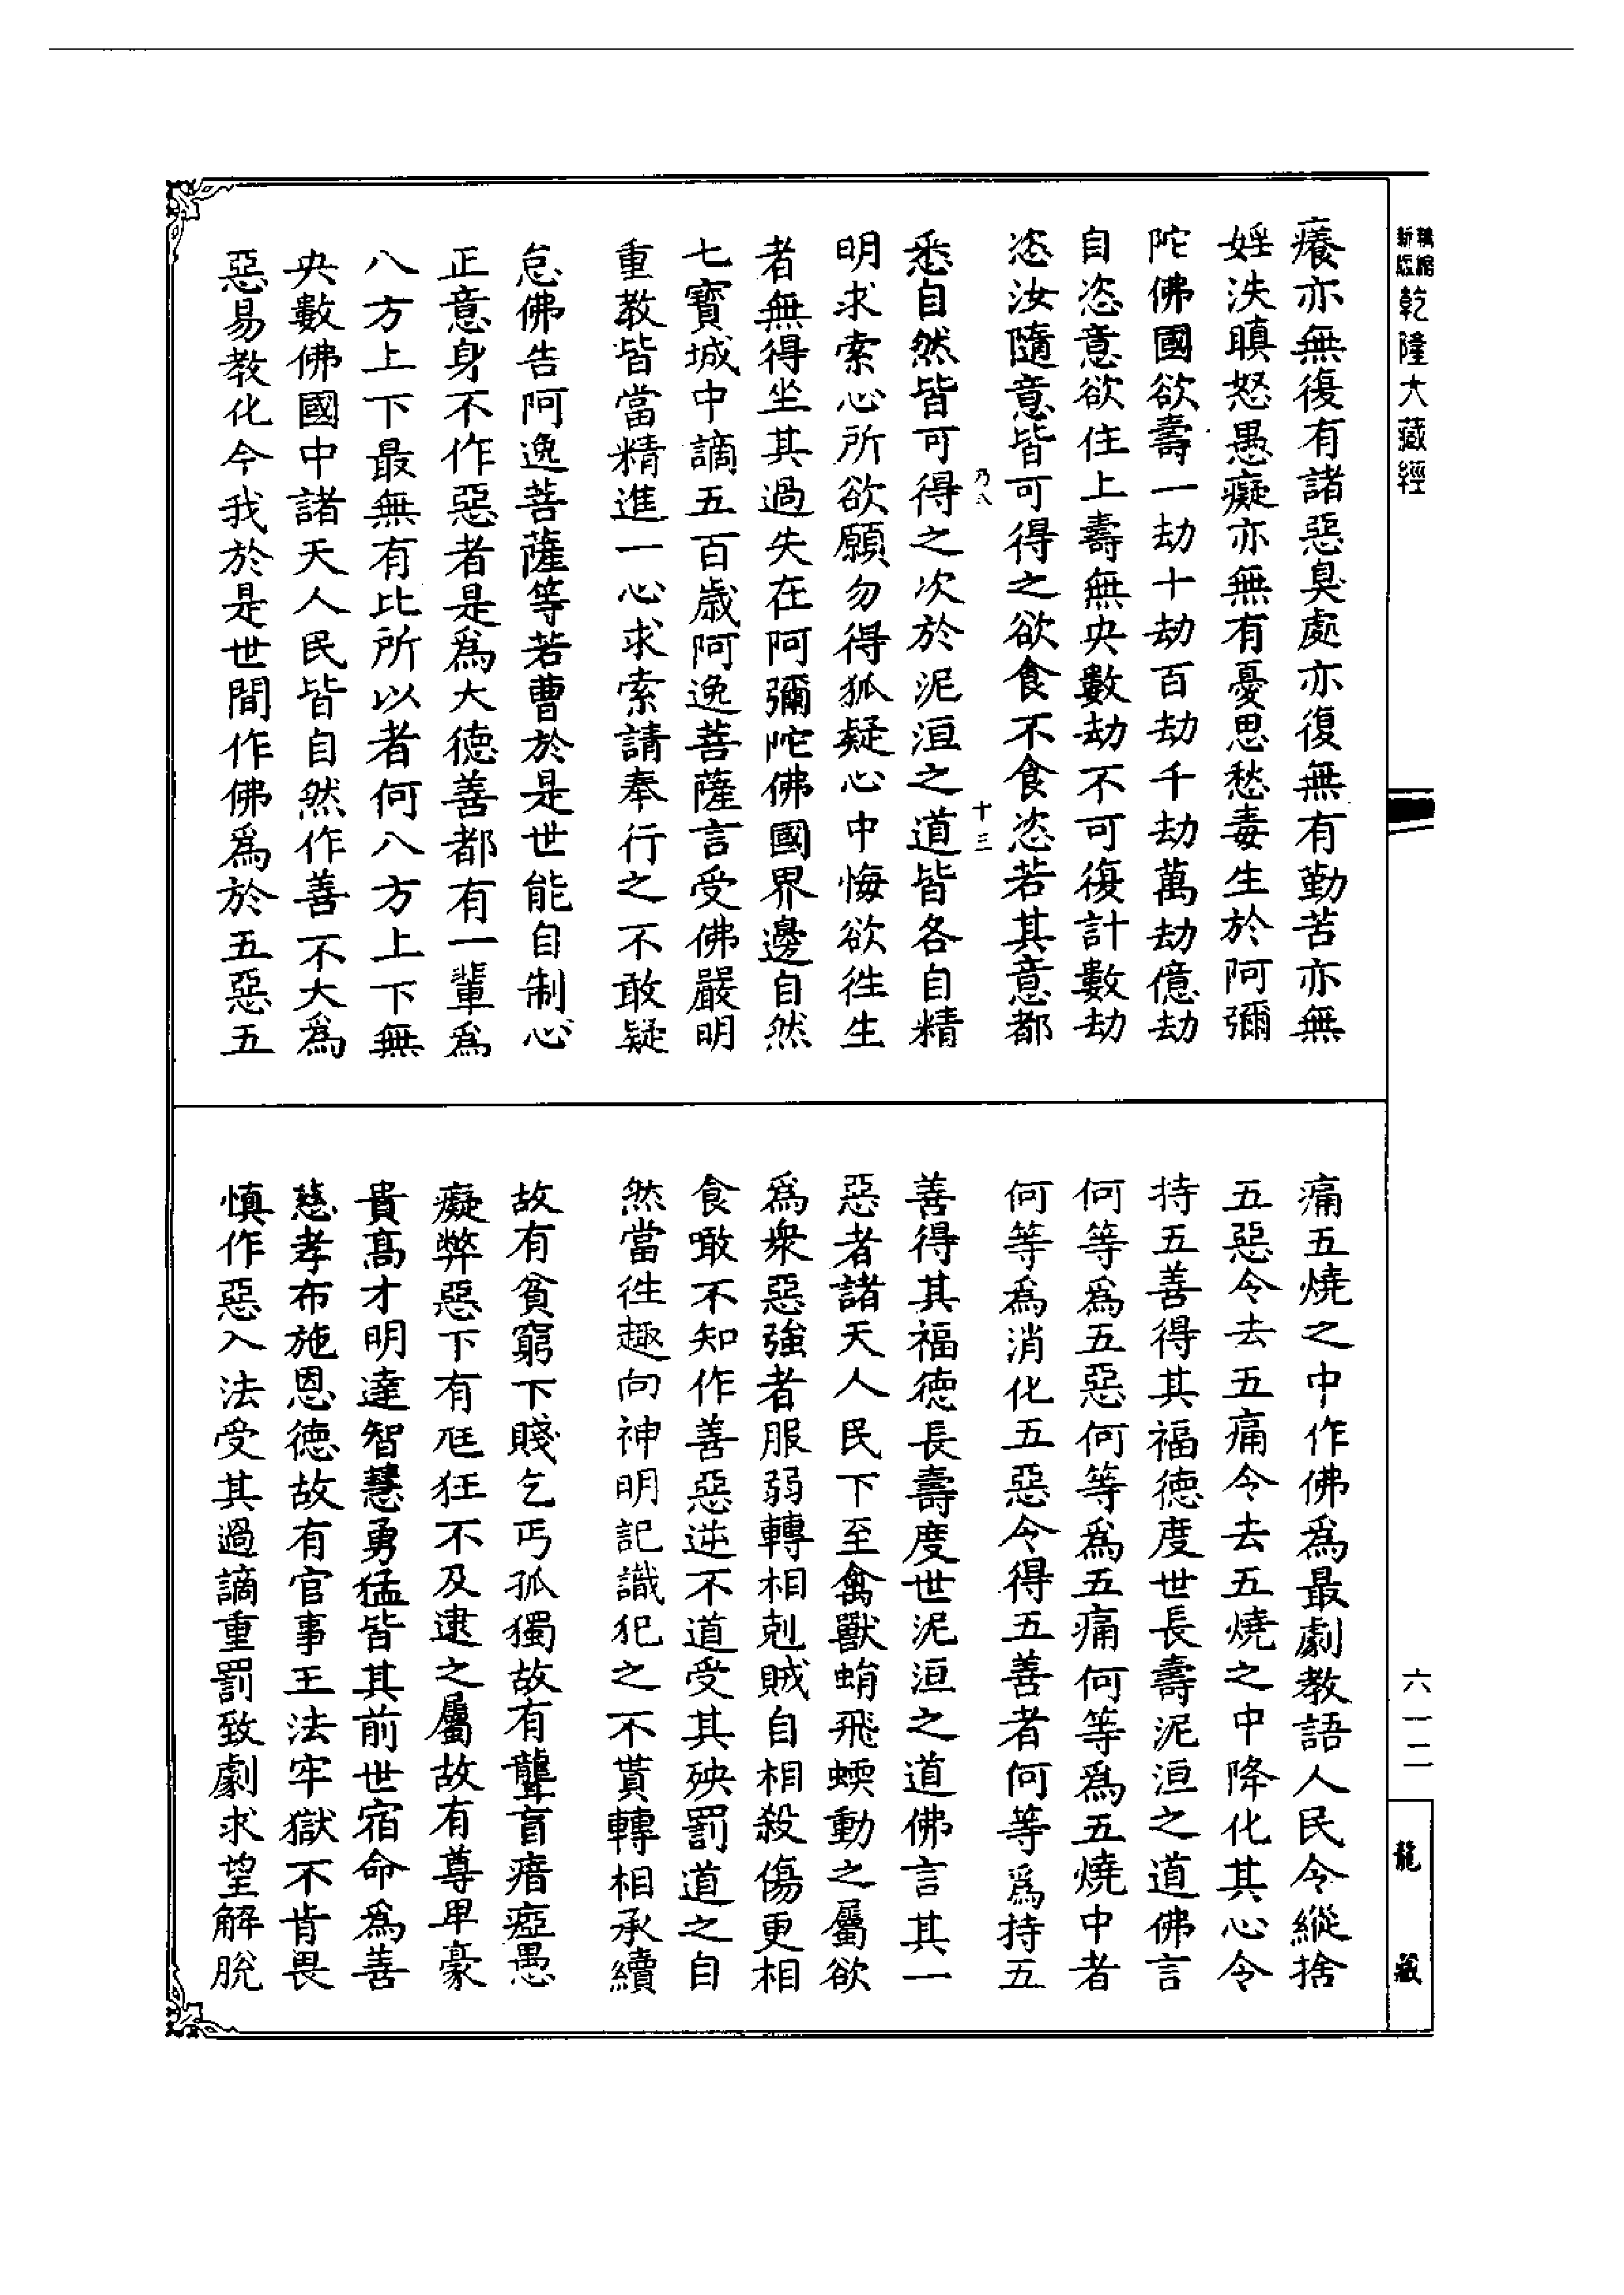 新版精縮乾隆大藏經
癢亦無復有諸惡臭處亦復無有勤苦亦無
婬泆瞋怒愚癡亦無有憂思愁毒生於阿彌
陀佛國欲壽一劫十劫百劫千劫萬劫億劫
自恣意欲住上壽無央數劫不可復計數劫
恣汝隨意皆可得之欲食不食恣若其意都
乃八
十三
悉自然皆可得之次於泥洹之道皆各自精
明求索心所欲願勿得狐疑心中悔欲徃生
者無得坐其過失在阿彌陀佛國界邊自然
七寶城中謫五百歲阿逸菩薩言受佛嚴明
重教皆當精進一心求索請奉行之不敢疑
怠佛告阿逸菩薩等若曹於是世能自制心
正意身不作惡者是爲大德善都有一輩爲
八方上下最無有比所以者何八方上下無
央數佛國中諸天人民皆自然作善不大爲
惡易教化今我於是世間作佛爲於五惡五
痛五燒之中作佛爲最劇教語人民令縱捨
五惡令去五痛令去五燒之中降化其心令
持五善得其福德度世長壽泥洹之道佛言
何等爲五惡何等爲五痛何等爲五燒中者
何等爲消化五惡令得五善者何等爲持五
善得其福德長壽度世泥洹之道佛言其一
惡者諸天人民下至禽獸蜎飛蝡動之屬欲
爲衆惡強者服弱轉相剋賊自相殺傷更相
食噉不知作善惡逆不道受其殃罰道之自
然當徃趣向神明記識犯之不貰轉相承續
故有貧窮下賤乞丐孤獨故有聾盲瘖瘂愚
癡弊惡下有尫狂不及逮之屬故有尊卑豪
貴高才明達智慧勇猛皆其前世宿命爲善
慈孝布施恩德故有官事王法牢獄不肯畏
慎作惡入法受其過謫重罰致劇求望解脫
六一二
龍藏